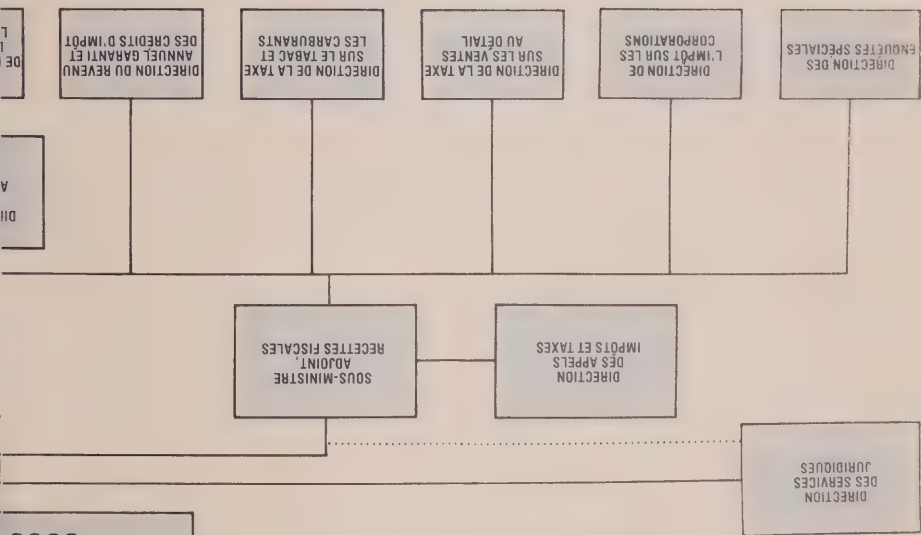 DIRECTION
DES SERVICES
JURIDIQUES
DIRECTION
DES APPELS
IMPÔTS ET TAXES
SOUS-MINISTRE
ADJOINT,
RECETTES FISCALES
DIRECTION DES
ENQUÊTES SPÉCIALES
DIRECTION DE
L'IMPÔT SUR LES
CORPORATIONS
DIRECTION DE LA TAXE
SUR LES VENTES
AU DÉTAIL
DIRECTION DE LA TAXE
SUR LE TABAC ET
LES CARBURANTS
DIRECTION DU REVENU
ANNUEL GARANTI ET
DES CRÉDITS D'IMPÔT